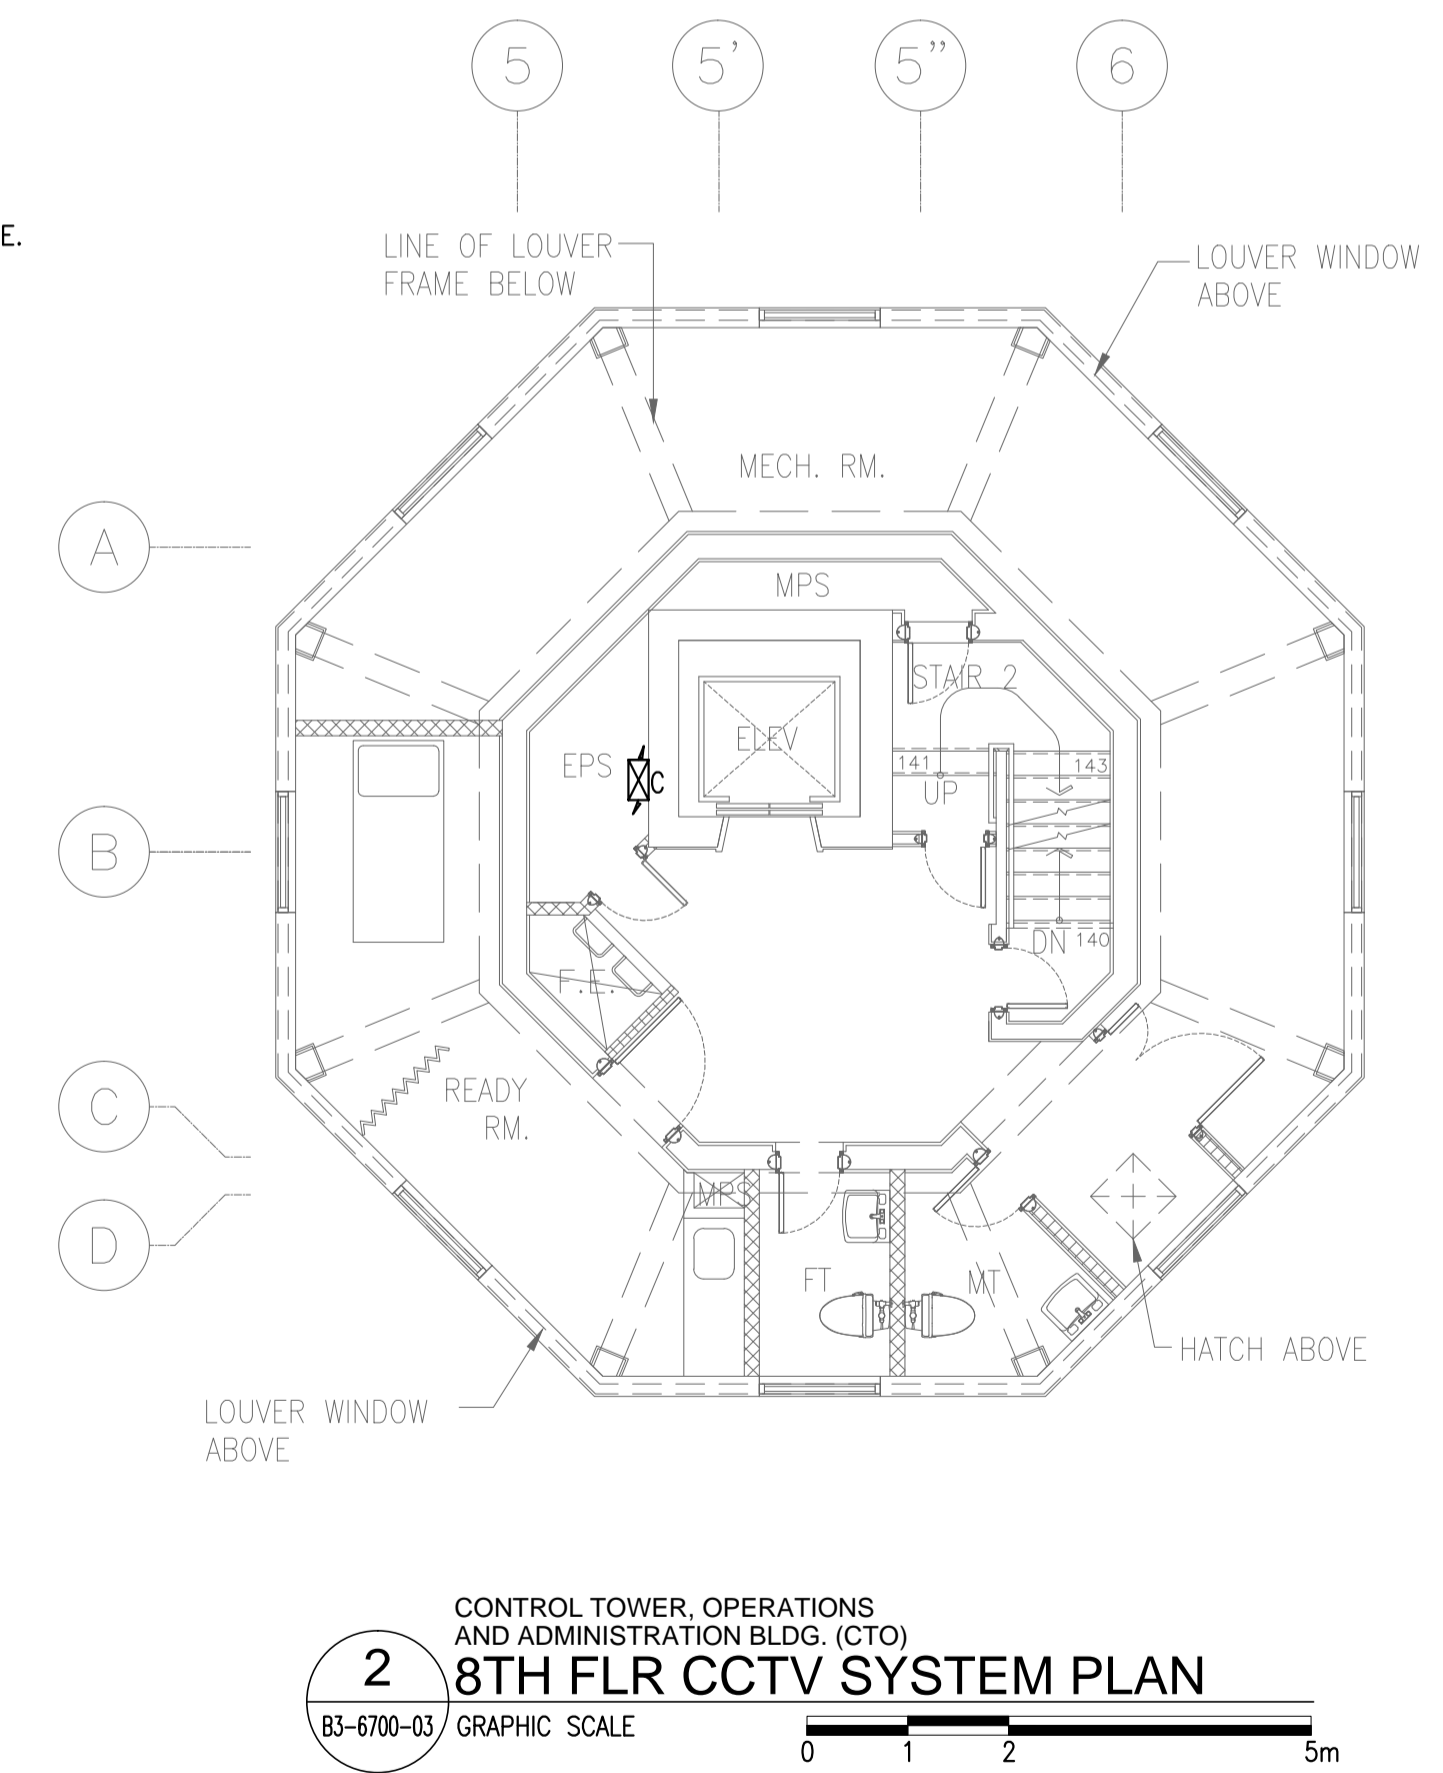 5
5'
5"
6
E.
LINE OF LOUVER
FRAME BELOW
LOUVER WINDOW
ABOVE
MECH. RM.
A
MPS
STAIR 2
ELEV
EPS
C
141
143
UP
B
DN
140
F.E.
READY
RM.
C
MPS
D
FT
MT
HATCH ABOVE
LOUVER WINDOW
ABOVE
CONTROL TOWER, OPERATIONS
AND ADMINISTRATION BLDG. (CTO)
2
8TH FLR CCTV SYSTEM PLAN
B3-6700-03
GRAPHIC SCALE
0 1 2 5m